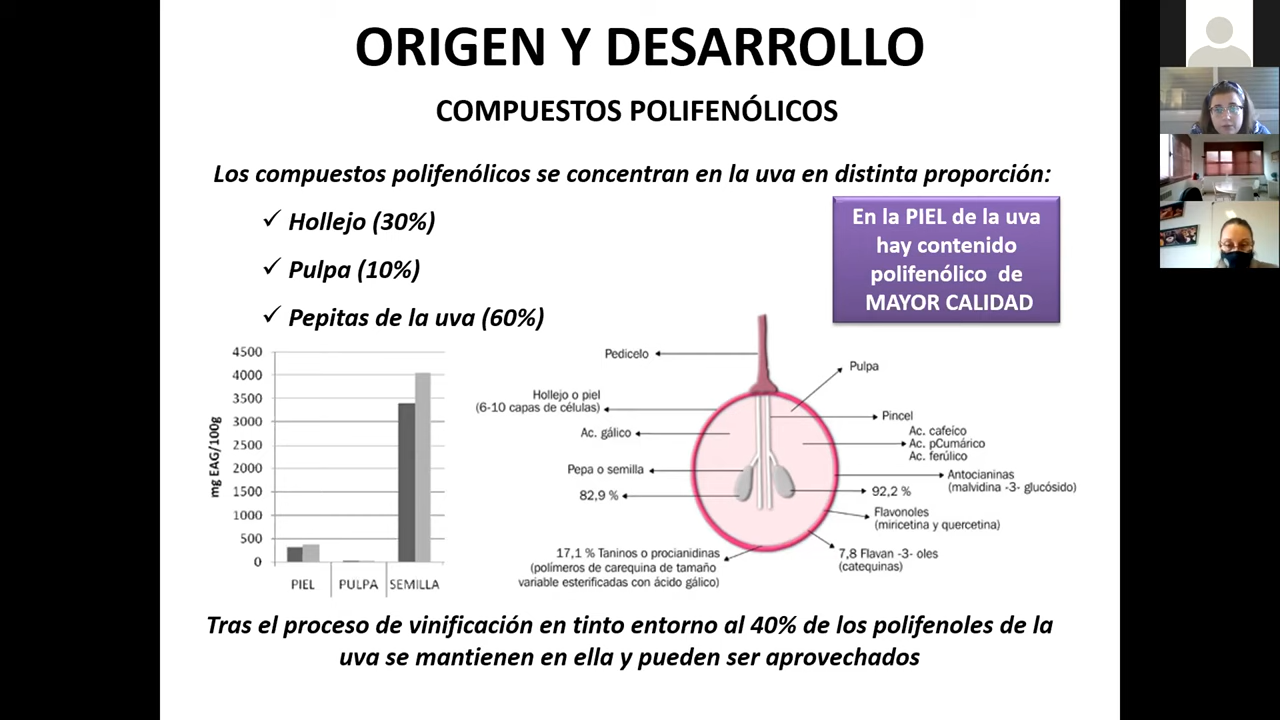 ORIGEN Y DESARROLLO
COMPUESTOS POLIFENÓLICOS
Los compuestos polifenólicos se concentran en la uva en distinta proporción:
✓ Hollejo (30%)
✓ Pulpa (10%)
✓ Pepitas de la uva (60%)
En la PIEL de la uva
hay contenido
polifenólico de
MAYOR CALIDAD
4500
4000
3500
3000
2500
2000
1500
1000
500
0
mg EAG/100g
PIEL
PULPA
SEMILLA
Pedicelo
Hollejo o piel
(6-10 capas de células)
Ac. gálico
Pepa o semilla
82,9 %
17,1 % Taninos o procianidinas
(polímeros de carequina de tamaño
variable esterificadas con ácido gálico)
Pulpa
Pincel
Ac. cafeíco
Ac. pCumárico
Ac. ferúlico
Antocianinas
(malvidina -3- glucósido)
92,2 %
Flavonoles
(miricetina y quercetina)
7,8 Flavan -3- oles
(catequinas)
Tras el proceso de vinificación en tinto entorno al 40% de los polifenoles de la
uva se mantienen en ella y pueden ser aprovechados